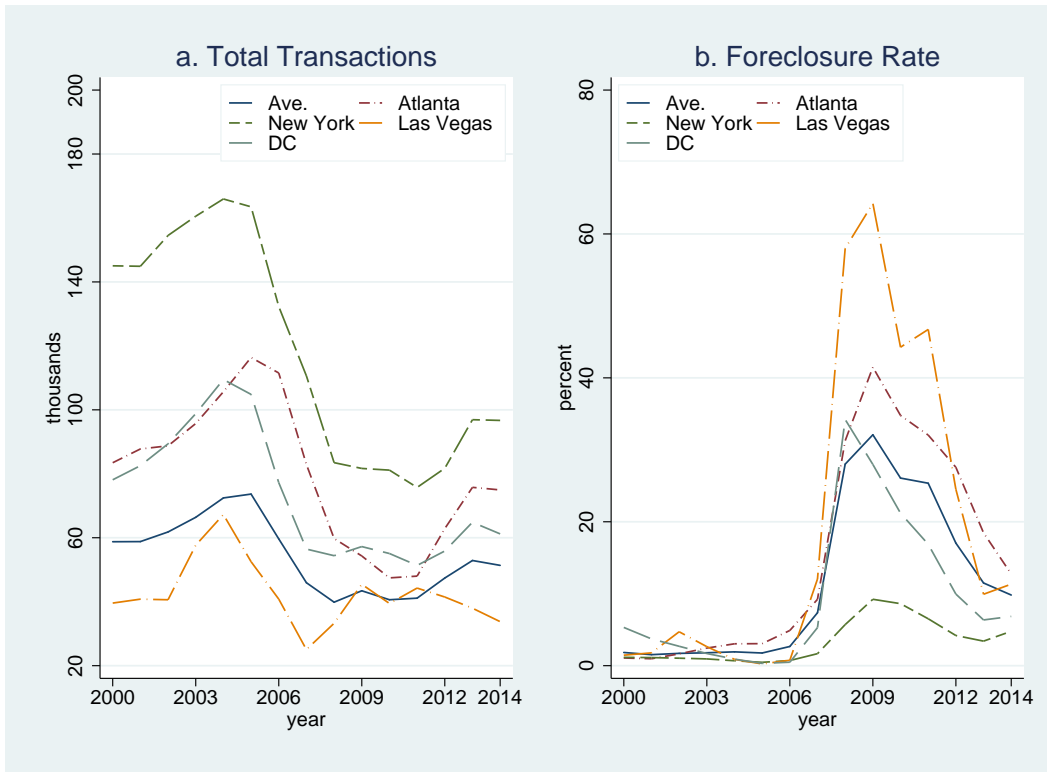 a. Total Transactions
Ave. Atlanta
New York Las Vegas
DC
thousands
200
180
140
100
60
20
2000 2003 2006 2009 2012 2014
year
b. Foreclosure Rate
Ave. Atlanta
New York Las Vegas
DC
percent
80
60
40
20
0
2000 2003 2006 2009 2012 2014
year